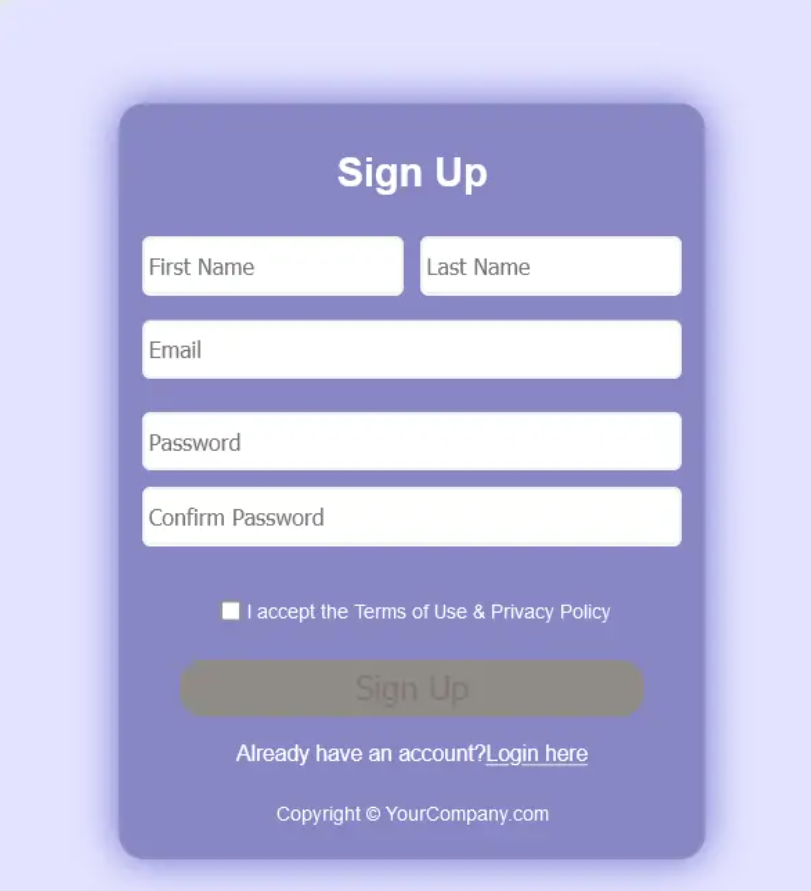 Sign Up
First Name Last Name
Email
Password
Confirm Password
I accept the Terms of Use & Privacy Policy
Sign Up
Already have an account?Login here
Copyright © YourCompany.com